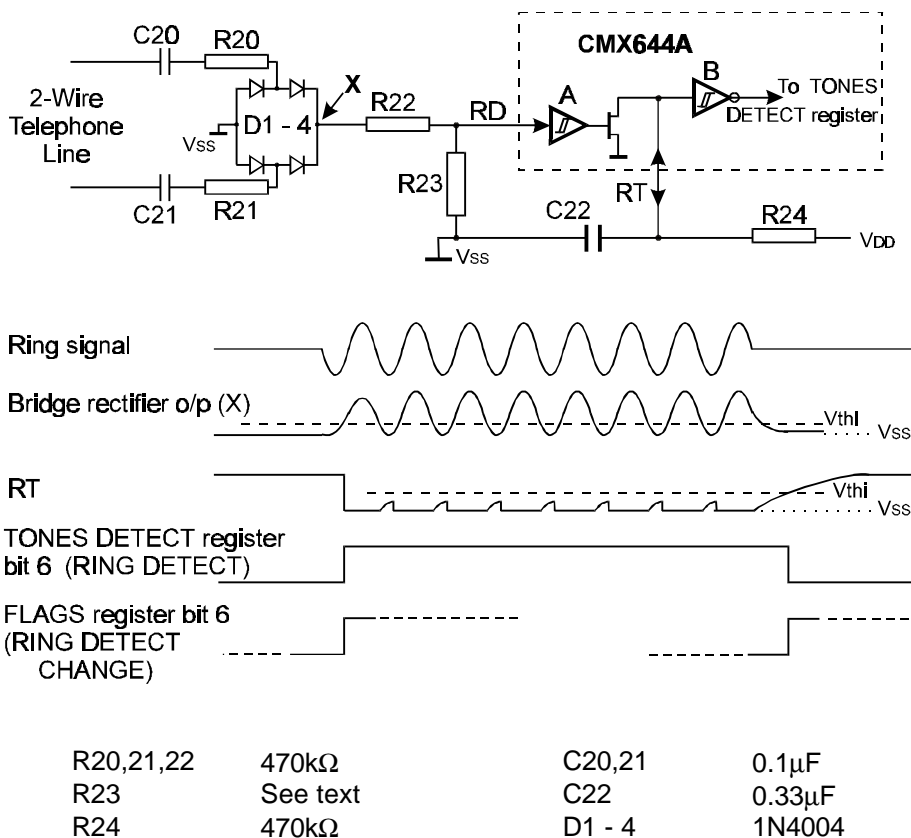 C20 R20
CMX644A
X
A
B
To TONES
DETECT register
2-Wire
Telephone
Line
R22
RD
Vss
D1 - 4
R23
RT
C21 R21
C22
R24
Vss
VDD
Ring signal
Bridge rectifier o/p (X)
Vthi
Vss
RT
Vthi
Vss
TONES DETECT register
bit 6 (RING DETECT)
FLAGS register bit 6
(RING DETECT
CHANGE)
R20,21,22 470kΩ C20,21 0.1µF
R23 See text C22 0.33µF
R24 470kΩ D1 - 4 1N4004